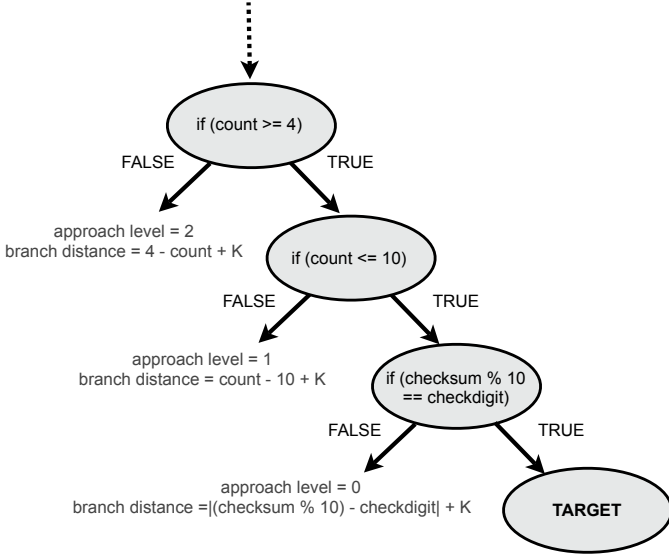 if (count >= 4)
FALSE
TRUE
approach level = 2
branch distance = 4 - count + K
if (count <= 10)
FALSE
TRUE
approach level = 1
branch distance = count - 10 + K
if (checksum % 10
== checkdigit)
FALSE
TRUE
approach level = 0
branch distance =|(checksum % 10) - checkdigit| + K
TARGET